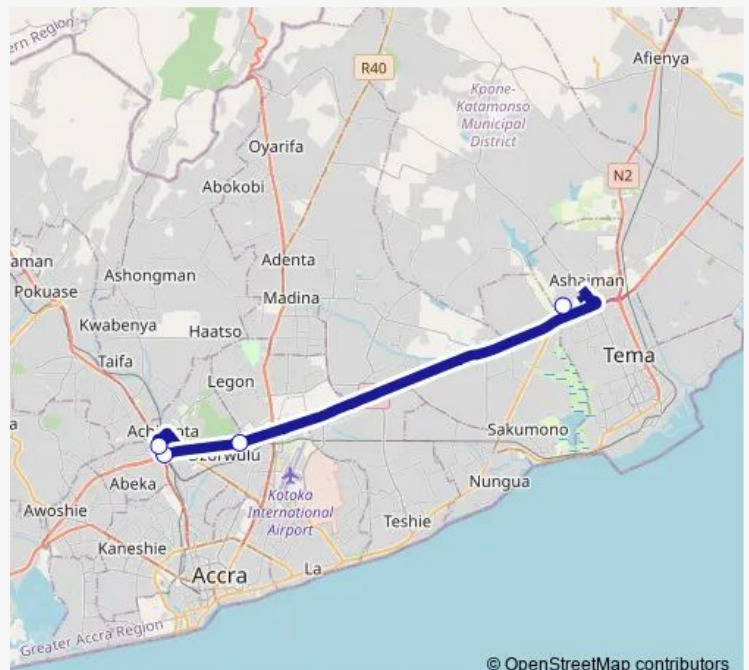 ern Region
R40
Afienya
Kpone-
Katamanso
Municipal
District
Oyarifa
N2
Abokobi
Adenta
aman
Ashongman
Ashaiman
Pokuase
Madina
Kwabenya
Haatso
Taifa
Tema
Legon
a
Sakumono
Abeka
Nungua
Kotoka
International
Airport
Awoshie
Teshie
Kaneshie
La
Accra
Greater Accra Region
© OpenStreetMap contributors